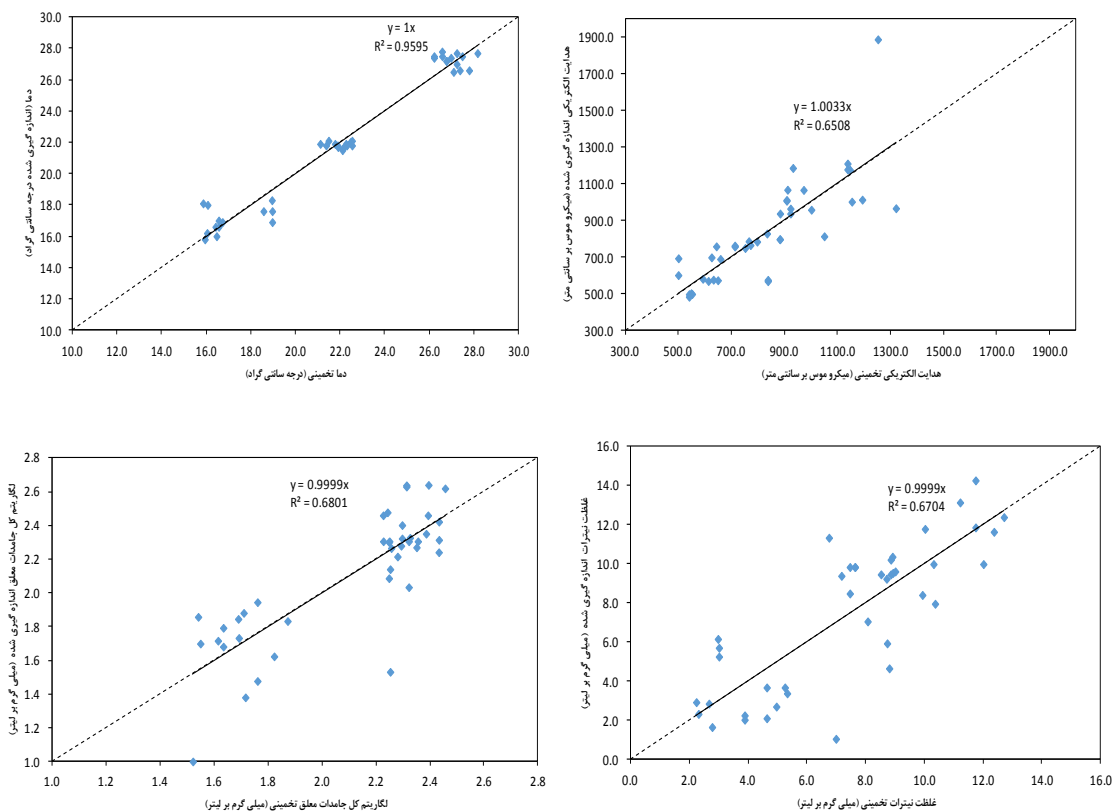 y = 1x
R² = 0.9595
30.0
28.0
26.0
24.0
22.0
20.0
18.0
16.0
14.0
12.0
10.0
دما (اندازه گیری شده درجه سانتی گراد)
10.0 12.0 14.0 16.0 18.0 20.0 22.0 24.0 26.0 28.0 30.0
دما تخمینی (درجه سانتی گراد)
y = 1.0033x
R² = 0.6508
1900.0
1700.0
1500.0
1300.0
1100.0
900.0
700.0
500.0
300.0
هدایت الکتریکی اندازه گیری شده (میکرو موس بر سانتی متر)
300.0 500.0 700.0 900.0 1100.0 1300.0 1500.0 1700.0 1900.0
هدایت الکتریکی تخمینی (میکرو موس بر سانتی متر)
y = 0.9999x
R² = 0.6801
2.8
2.6
2.4
2.2
2.0
1.8
1.6
1.4
1.2
1.0
لگاریتم کل جامدات معلق اندازه گیری شده (میلی گرم بر لیتر)
1.0 1.2 1.4 1.6 1.8 2.0 2.2 2.4 2.6 2.8
لگاریتم کل جامدات معلق تخمینی (میلی گرم بر لیتر)
y = 0.9999x
R² = 0.6704
16.0
14.0
12.0
10.0
8.0
6.0
4.0
2.0
0.0
غلظت نیترات اندازه گیری شده (میلی گرم بر لیتر)
0.0 2.0 4.0 6.0 8.0 10.0 12.0 14.0 16.0
غلظت نیترات تخمینی (میلی گرم بر لیتر)